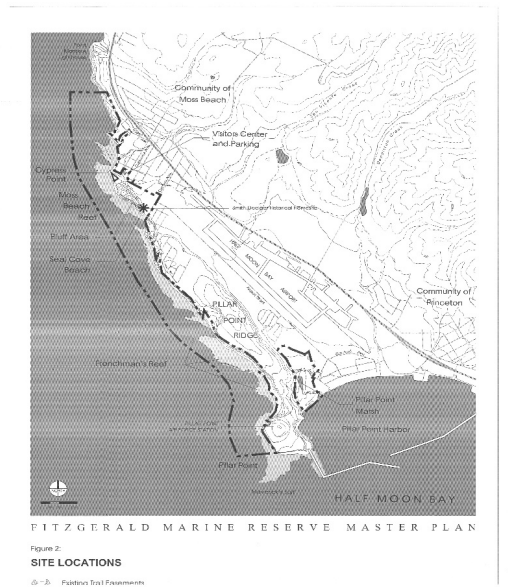 Community of
Moss Beach
Visitors Center
and Parking
Cypress
Point
Moss
Beach
Reef
Bluff Area
Seal Cove
Beach
HALF
MOON
BAY
AIRPORT
Community of
Princeton
PILLAR
POINT
RIDGE
Frenchman's Reef
Pillar Point
Marsh
Pillar Point Harbor
Pillar Point
HALF MOON BAY
FITZGERALD MARINE RESERVE MASTER PLAN
Figure 2:
SITE LOCATIONS
Existing Trail Easements